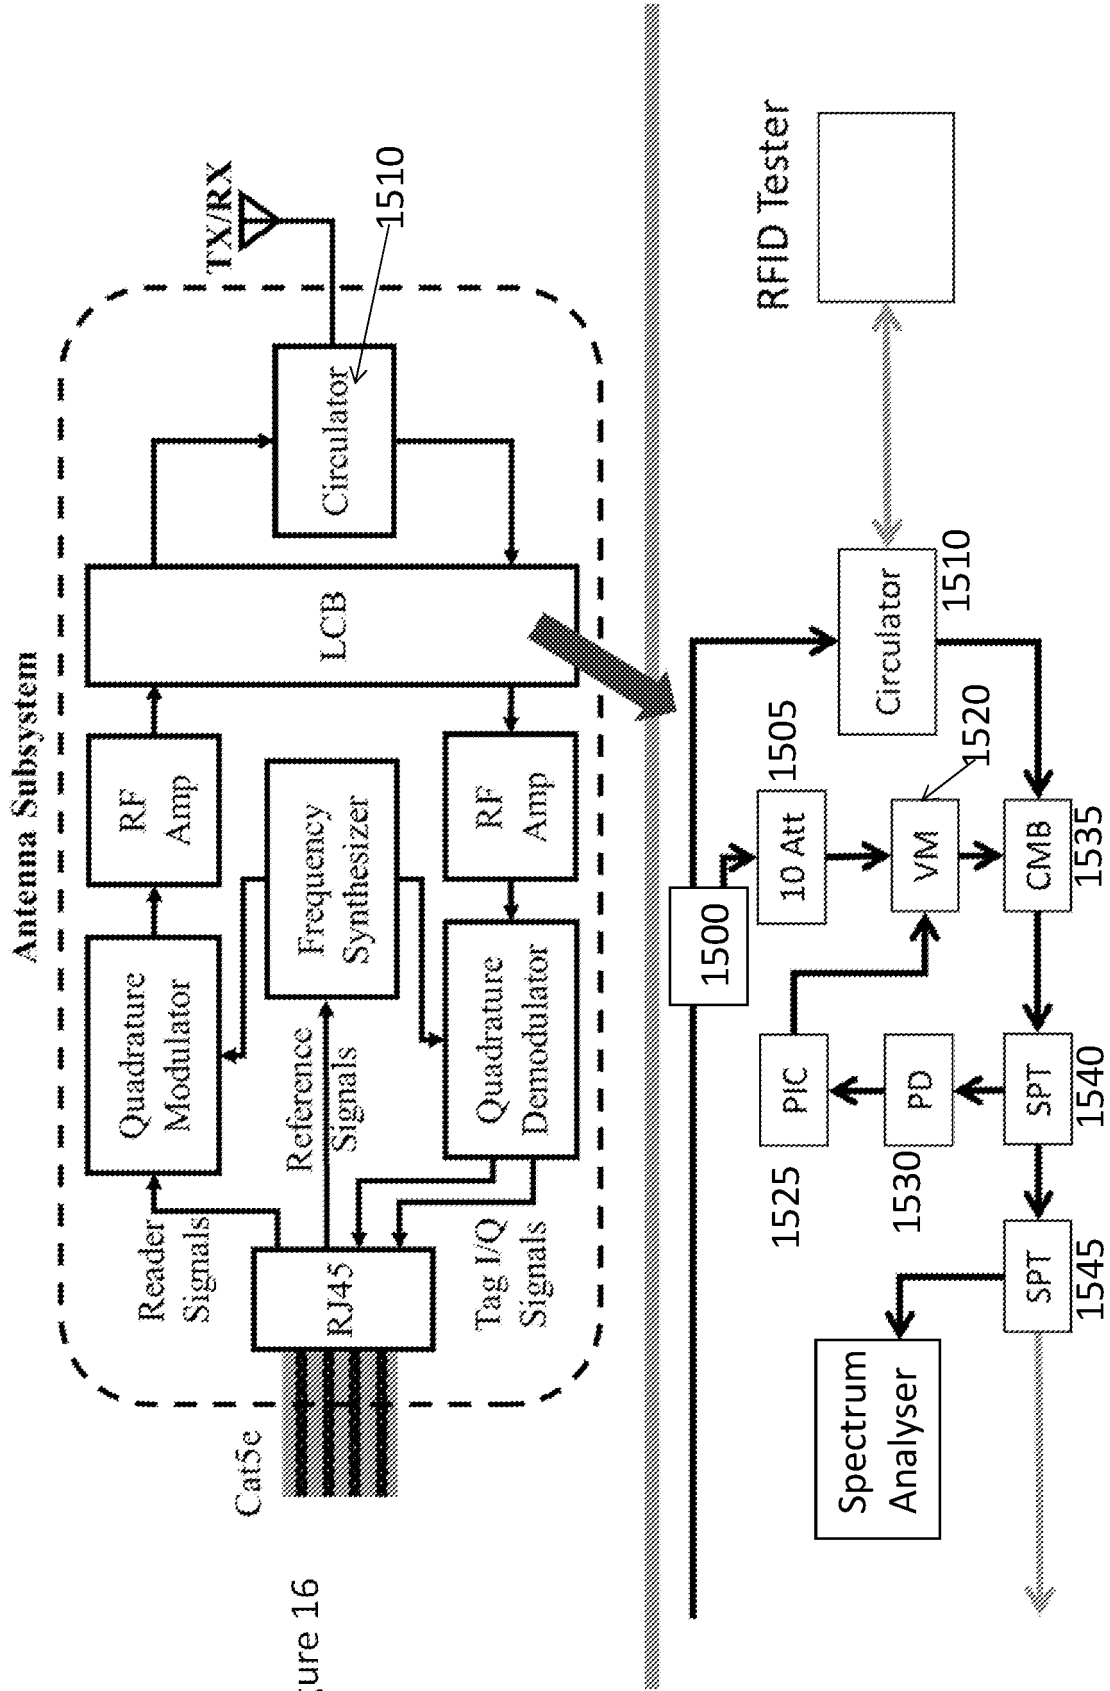 Antenna Subsystem
Cat5e
RJ45
Reader
Signals
Reference
Signals
Tag I/Q
Signals
Quadrature
Modulator
RF
Amp
Frequency
Synthesizer
Quadrature
Demodulator
RF
Amp
LCB
Circulator
TX/RX
1510
ure 16
1500
10 Att
1505
Circulator
1510
RFID Tester
PIC
1525
PD
1530
VM
1520
CMB
1535
SPT
1540
SPT
1545
Spectrum
Analyser